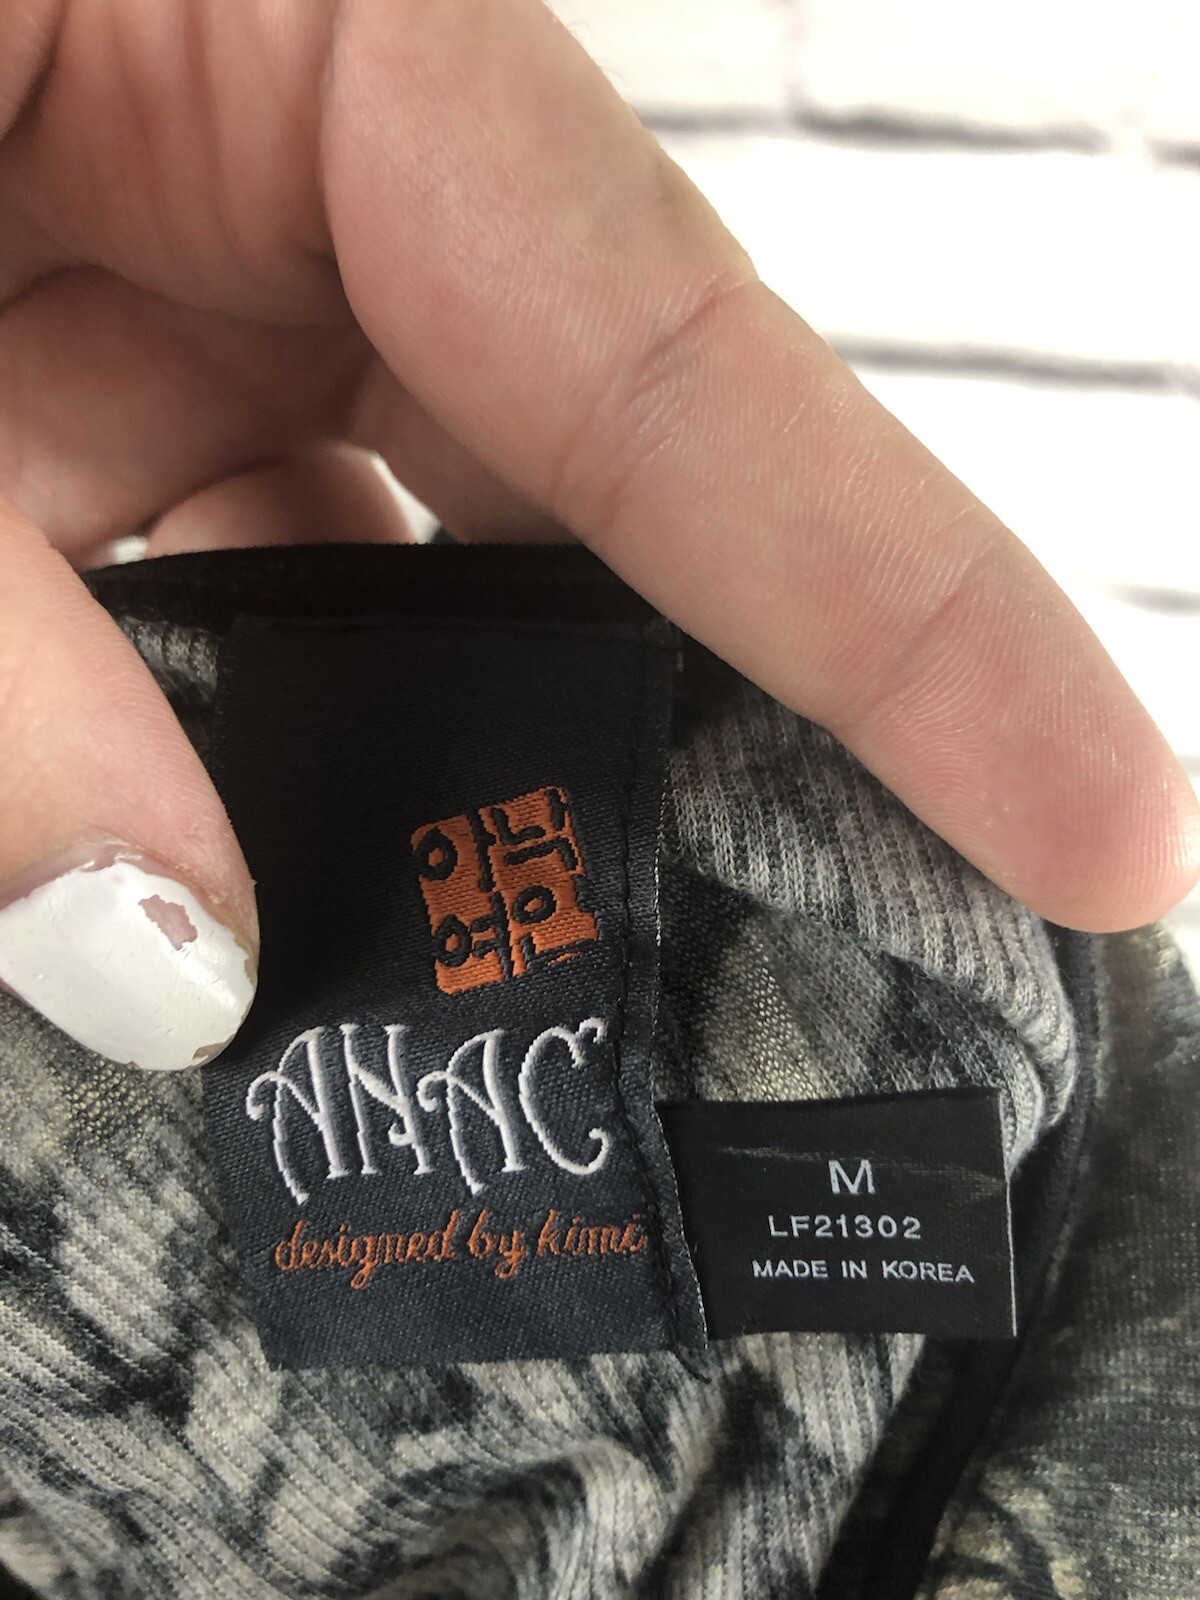 ANAC
designed by kimi
M
LF21302
MADE IN KOREA